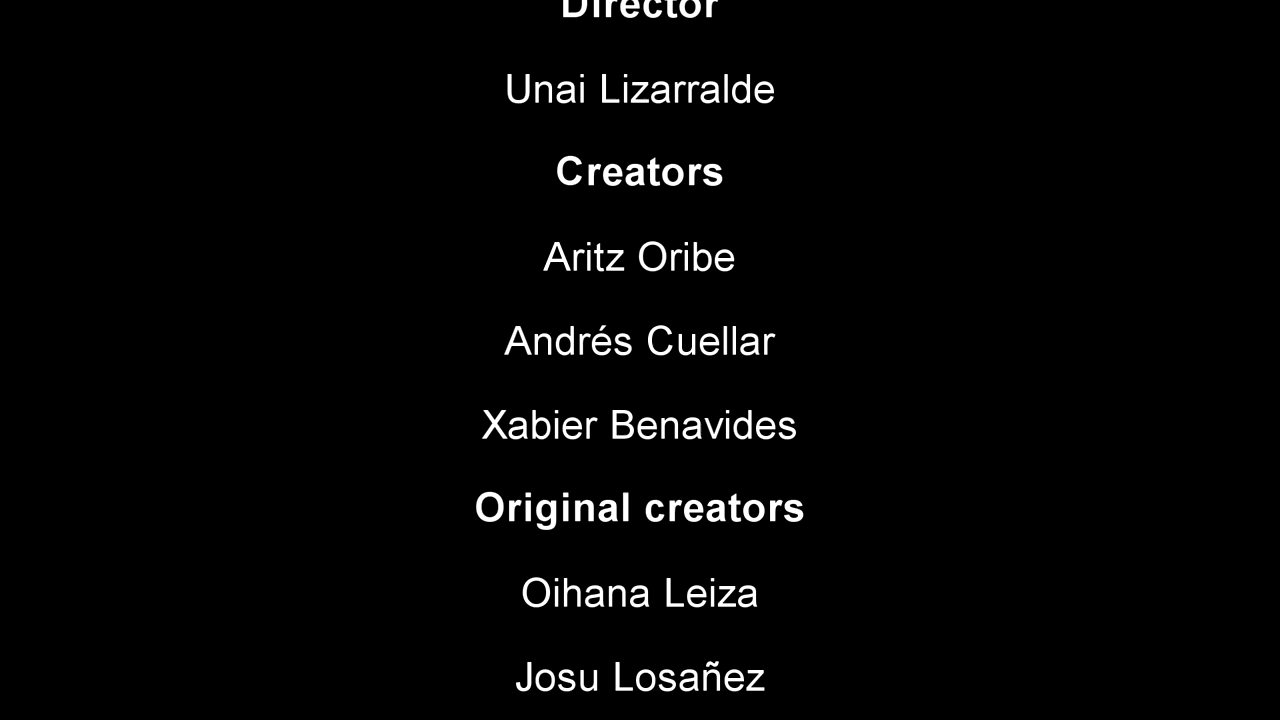 Director
Unai Lizarralde
Creators
Aritz Oribe
Andrés Cuellar
Xabier Benavides
Original creators
Oihana Leiza
Josu Losañez